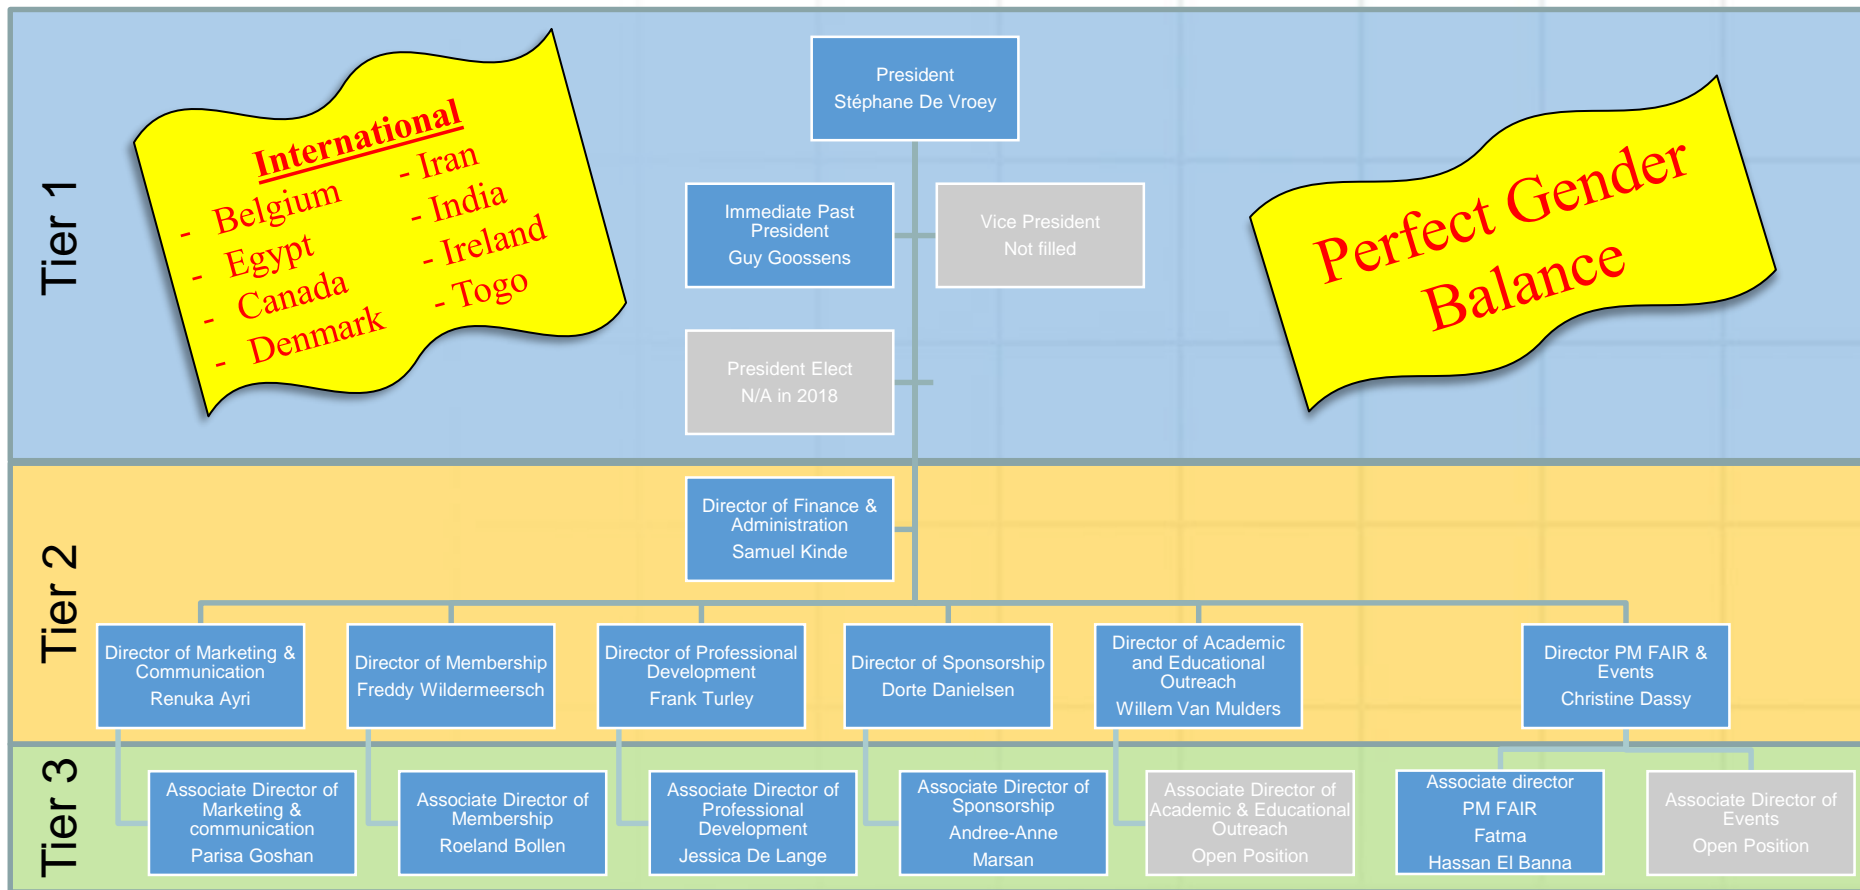 Tier 1
International
- Belgium
- Egypt
- Canada
- Denmark
- Iran
- India
- Ireland
- Togo
President
Stéphane De Vroey
Immediate Past
President
Guy Goossens
Vice President
Not filled
President Elect
N/A in 2018
Perfect Gender
Balance
Tier 2
Director of Finance &
Administration
Samuel Kinde
Director of Marketing &
Communication
Renuka Ayri
Director of Membership
Freddy Wildermeersch
Director of Professional
Development
Frank Turley
Director of Sponsorship
Dorte Danielsen
Director of Academic
and Educational
Outreach
Willem Van Mulders
Director PM FAIR &
Events
Christine Dassy
Tier 3
Associate Director of
Marketing &
communication
Parisa Goshan
Associate Director of
Membership
Roeland Bollen
Associate Director of
Professional
Development
Jessica De Lange
Associate Director of
Sponsorship
Andree-Anne
Marsan
Associate Director of
Academic & Educational
Outreach
Open Position
Associate director
PM FAIR
Fatma
Hassan El Banna
Associate Director of
Events
Open Position